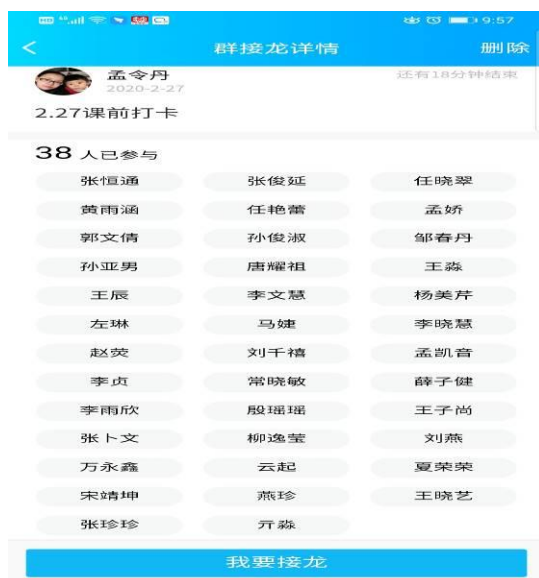 HD 9:57
群接龙详情 删除
孟令丹 还有18分钟结束
2020-2-27
2.27课前打卡
38 人已参与
张恒通 张俊延 任晓翠
黄雨涵 任艳蕾 孟娇
郭文倩 孙俊淑 邹春丹
孙亚男 唐耀祖 王淼
王辰 李文慧 杨美芹
左琳 马婕 李晓慧
赵荧 刘千禧 孟凯音
李贞 常晓敏 薛子健
李雨欣 殷瑶瑶 王子尚
张卜文 柳逸莹 刘燕
万永鑫 云起 夏荣荣
宋靖坤 燕珍 王晓艺
张珍珍 亓淼
我要接龙